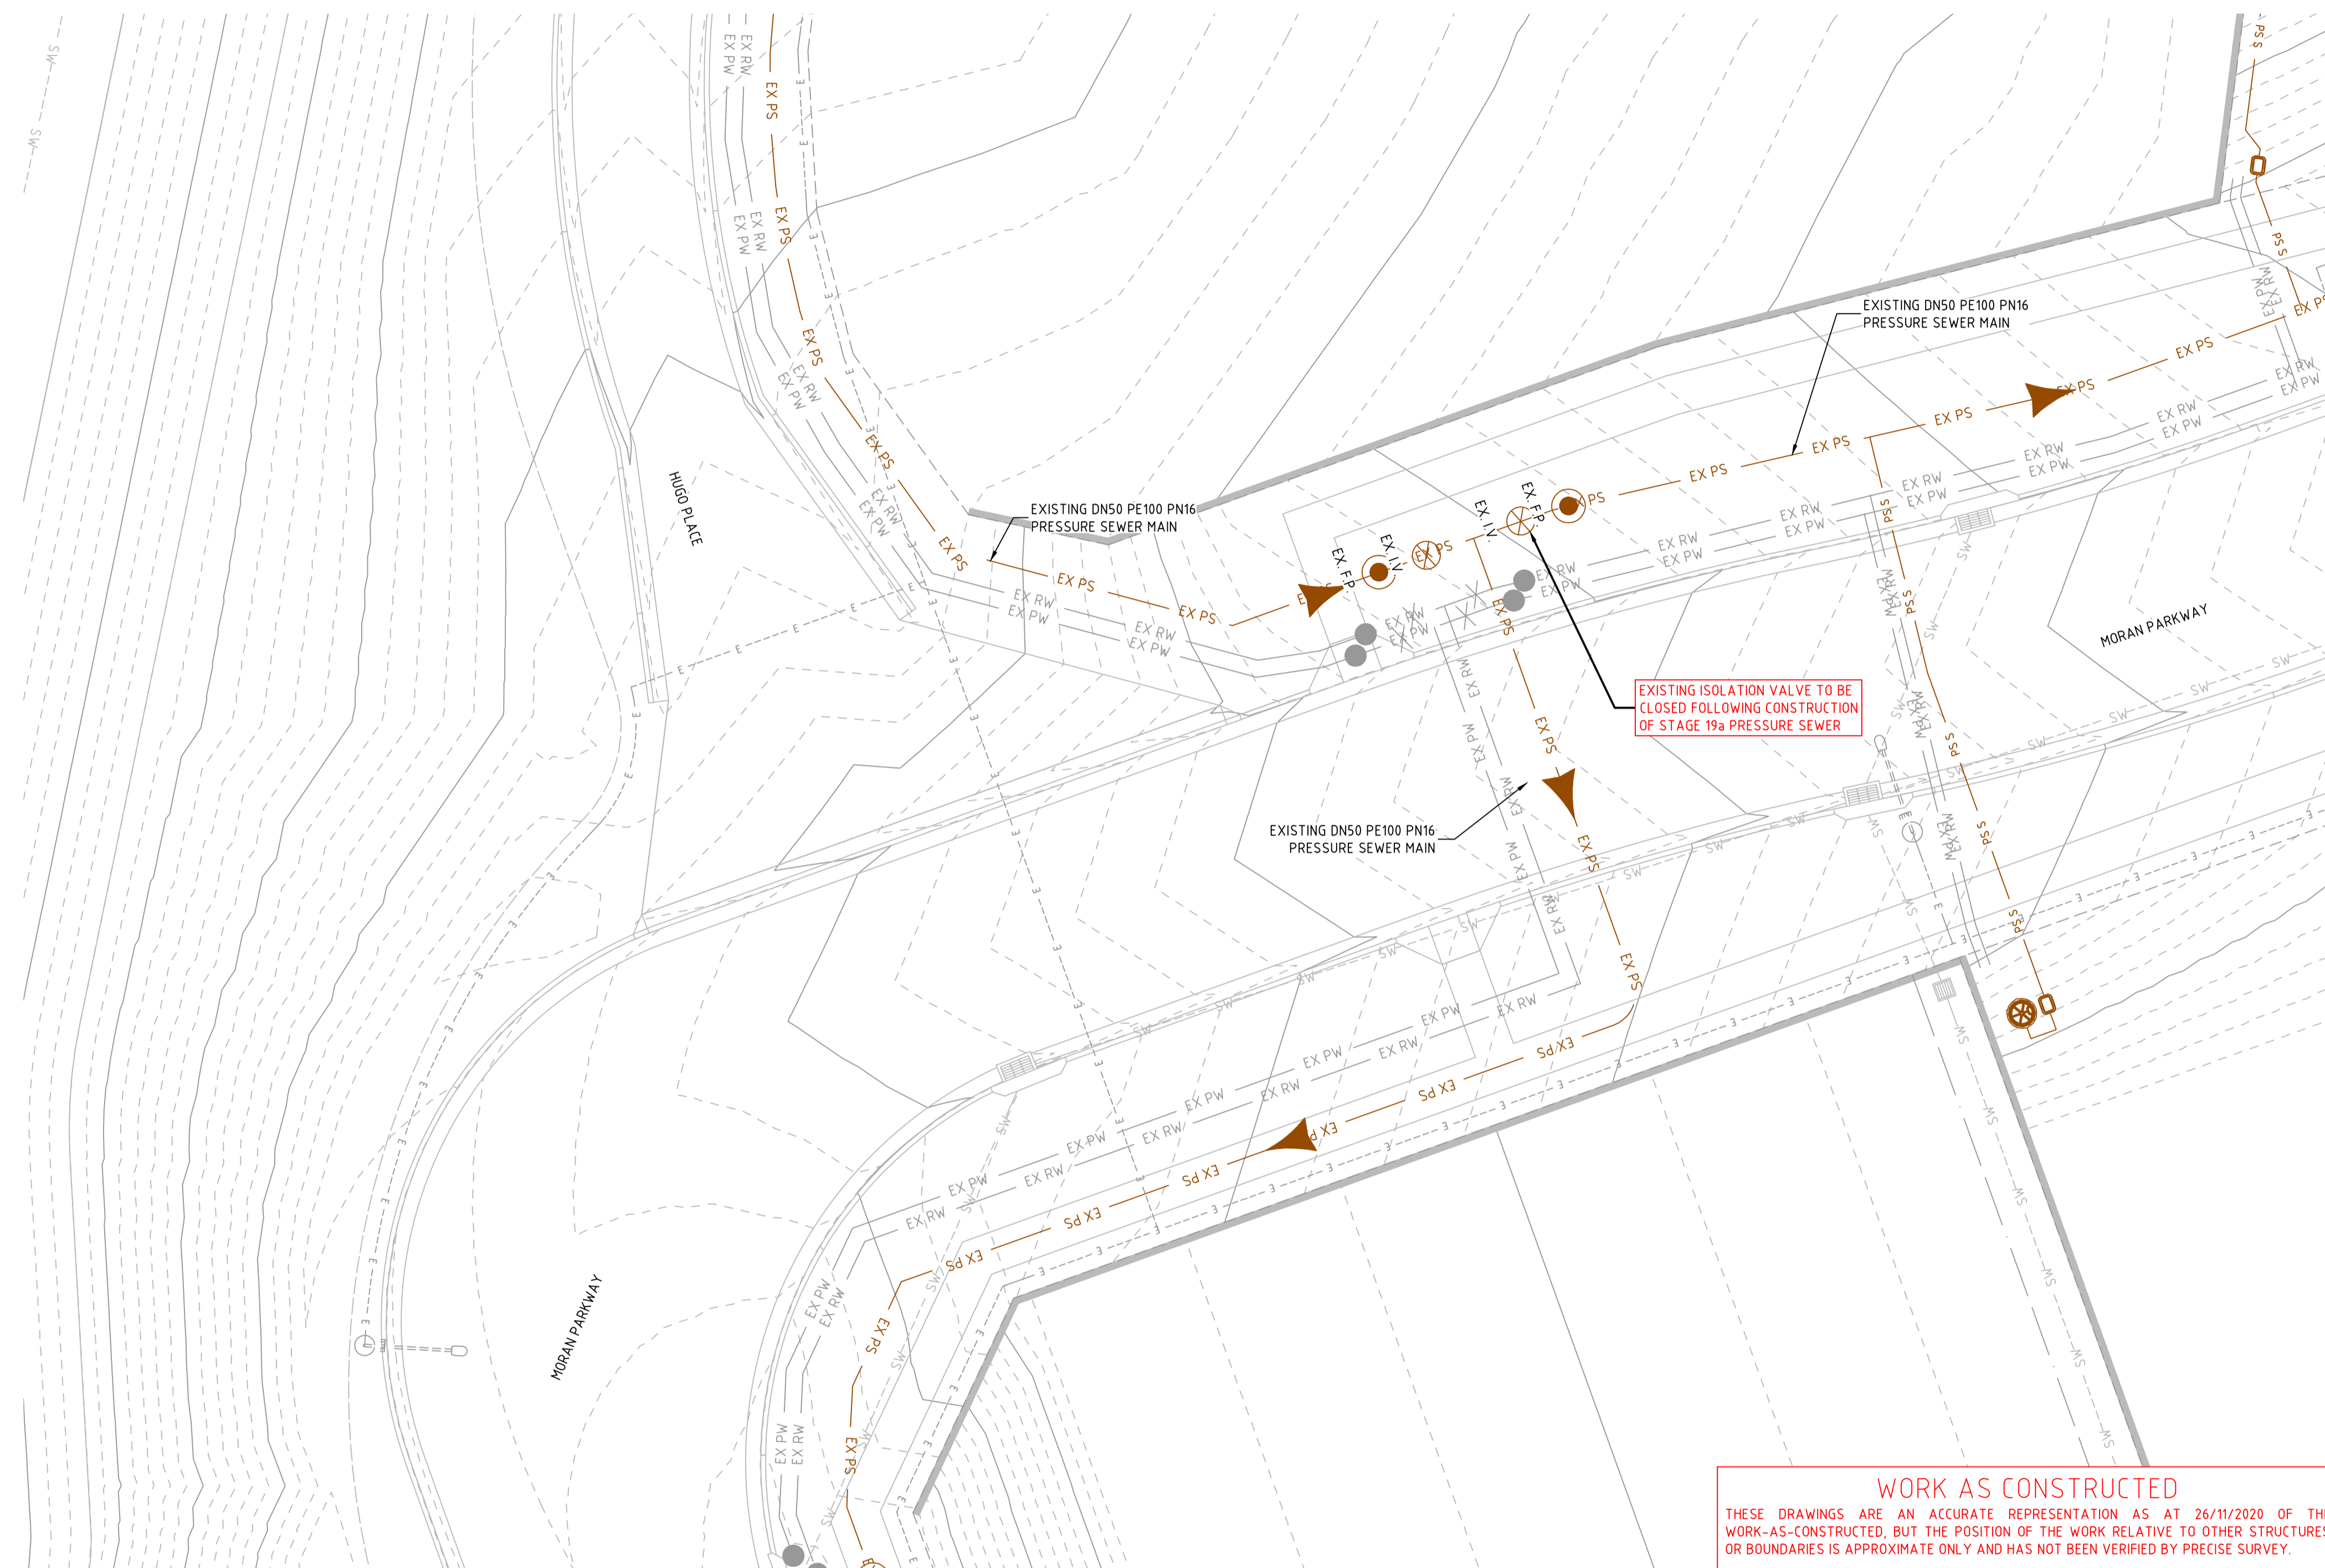 EXISTING DN50 PE100 PN16
PRESSURE SEWER MAIN
HUGO PLACE
EXISTING DN50 PE100 PN16
PRESSURE SEWER MAIN
EX. F.P.
EX. I.V.
EX. I.V.
EX. F.P.
MORAN PARKWAY
EXISTING ISOLATION VALVE TO BE
CLOSED FOLLOWING CONSTRUCTION
OF STAGE 19a PRESSURE SEWER
EXISTING DN50 PE100 PN16
PRESSURE SEWER MAIN
MORAN PARKWAY
EX PS
EX RW
EX PW
PS S
SW
E
WORK AS CONSTRUCTED
THESE DRAWINGS ARE AN ACCURATE REPRESENTATION AS AT 26/11/2020 OF
WORK-AS-CONSTRUCTED, BUT THE POSITION OF THE WORK RELATIVE TO OTHER STRUCTURES
OR BOUNDARIES IS APPROXIMATE ONLY AND HAS NOT BEEN VERIFIED BY PRECISE SURVEY.